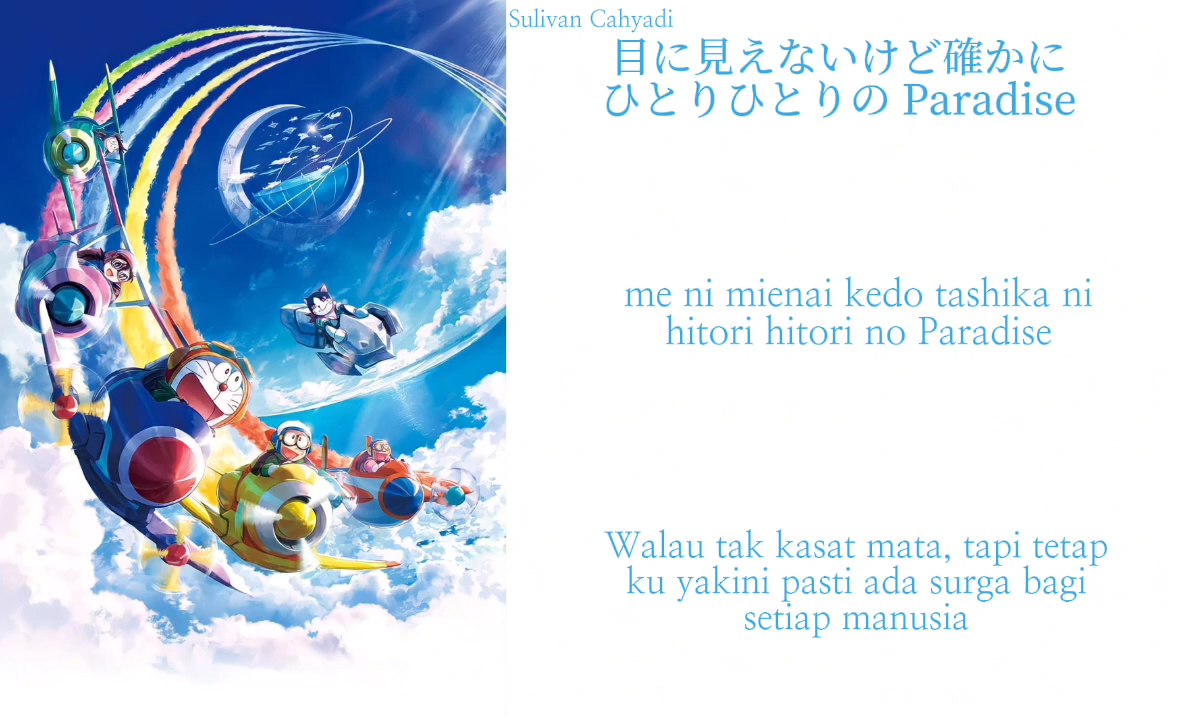 Sulivan Cahyadi
目に見えないけど確かに
ひとりひとりの Paradise
me ni mienai kedo tashika ni
hitori hitori no Paradise
Walau tak kasat mata, tapi tetap
ku yakini pasti ada surga bagi
setiap manusia